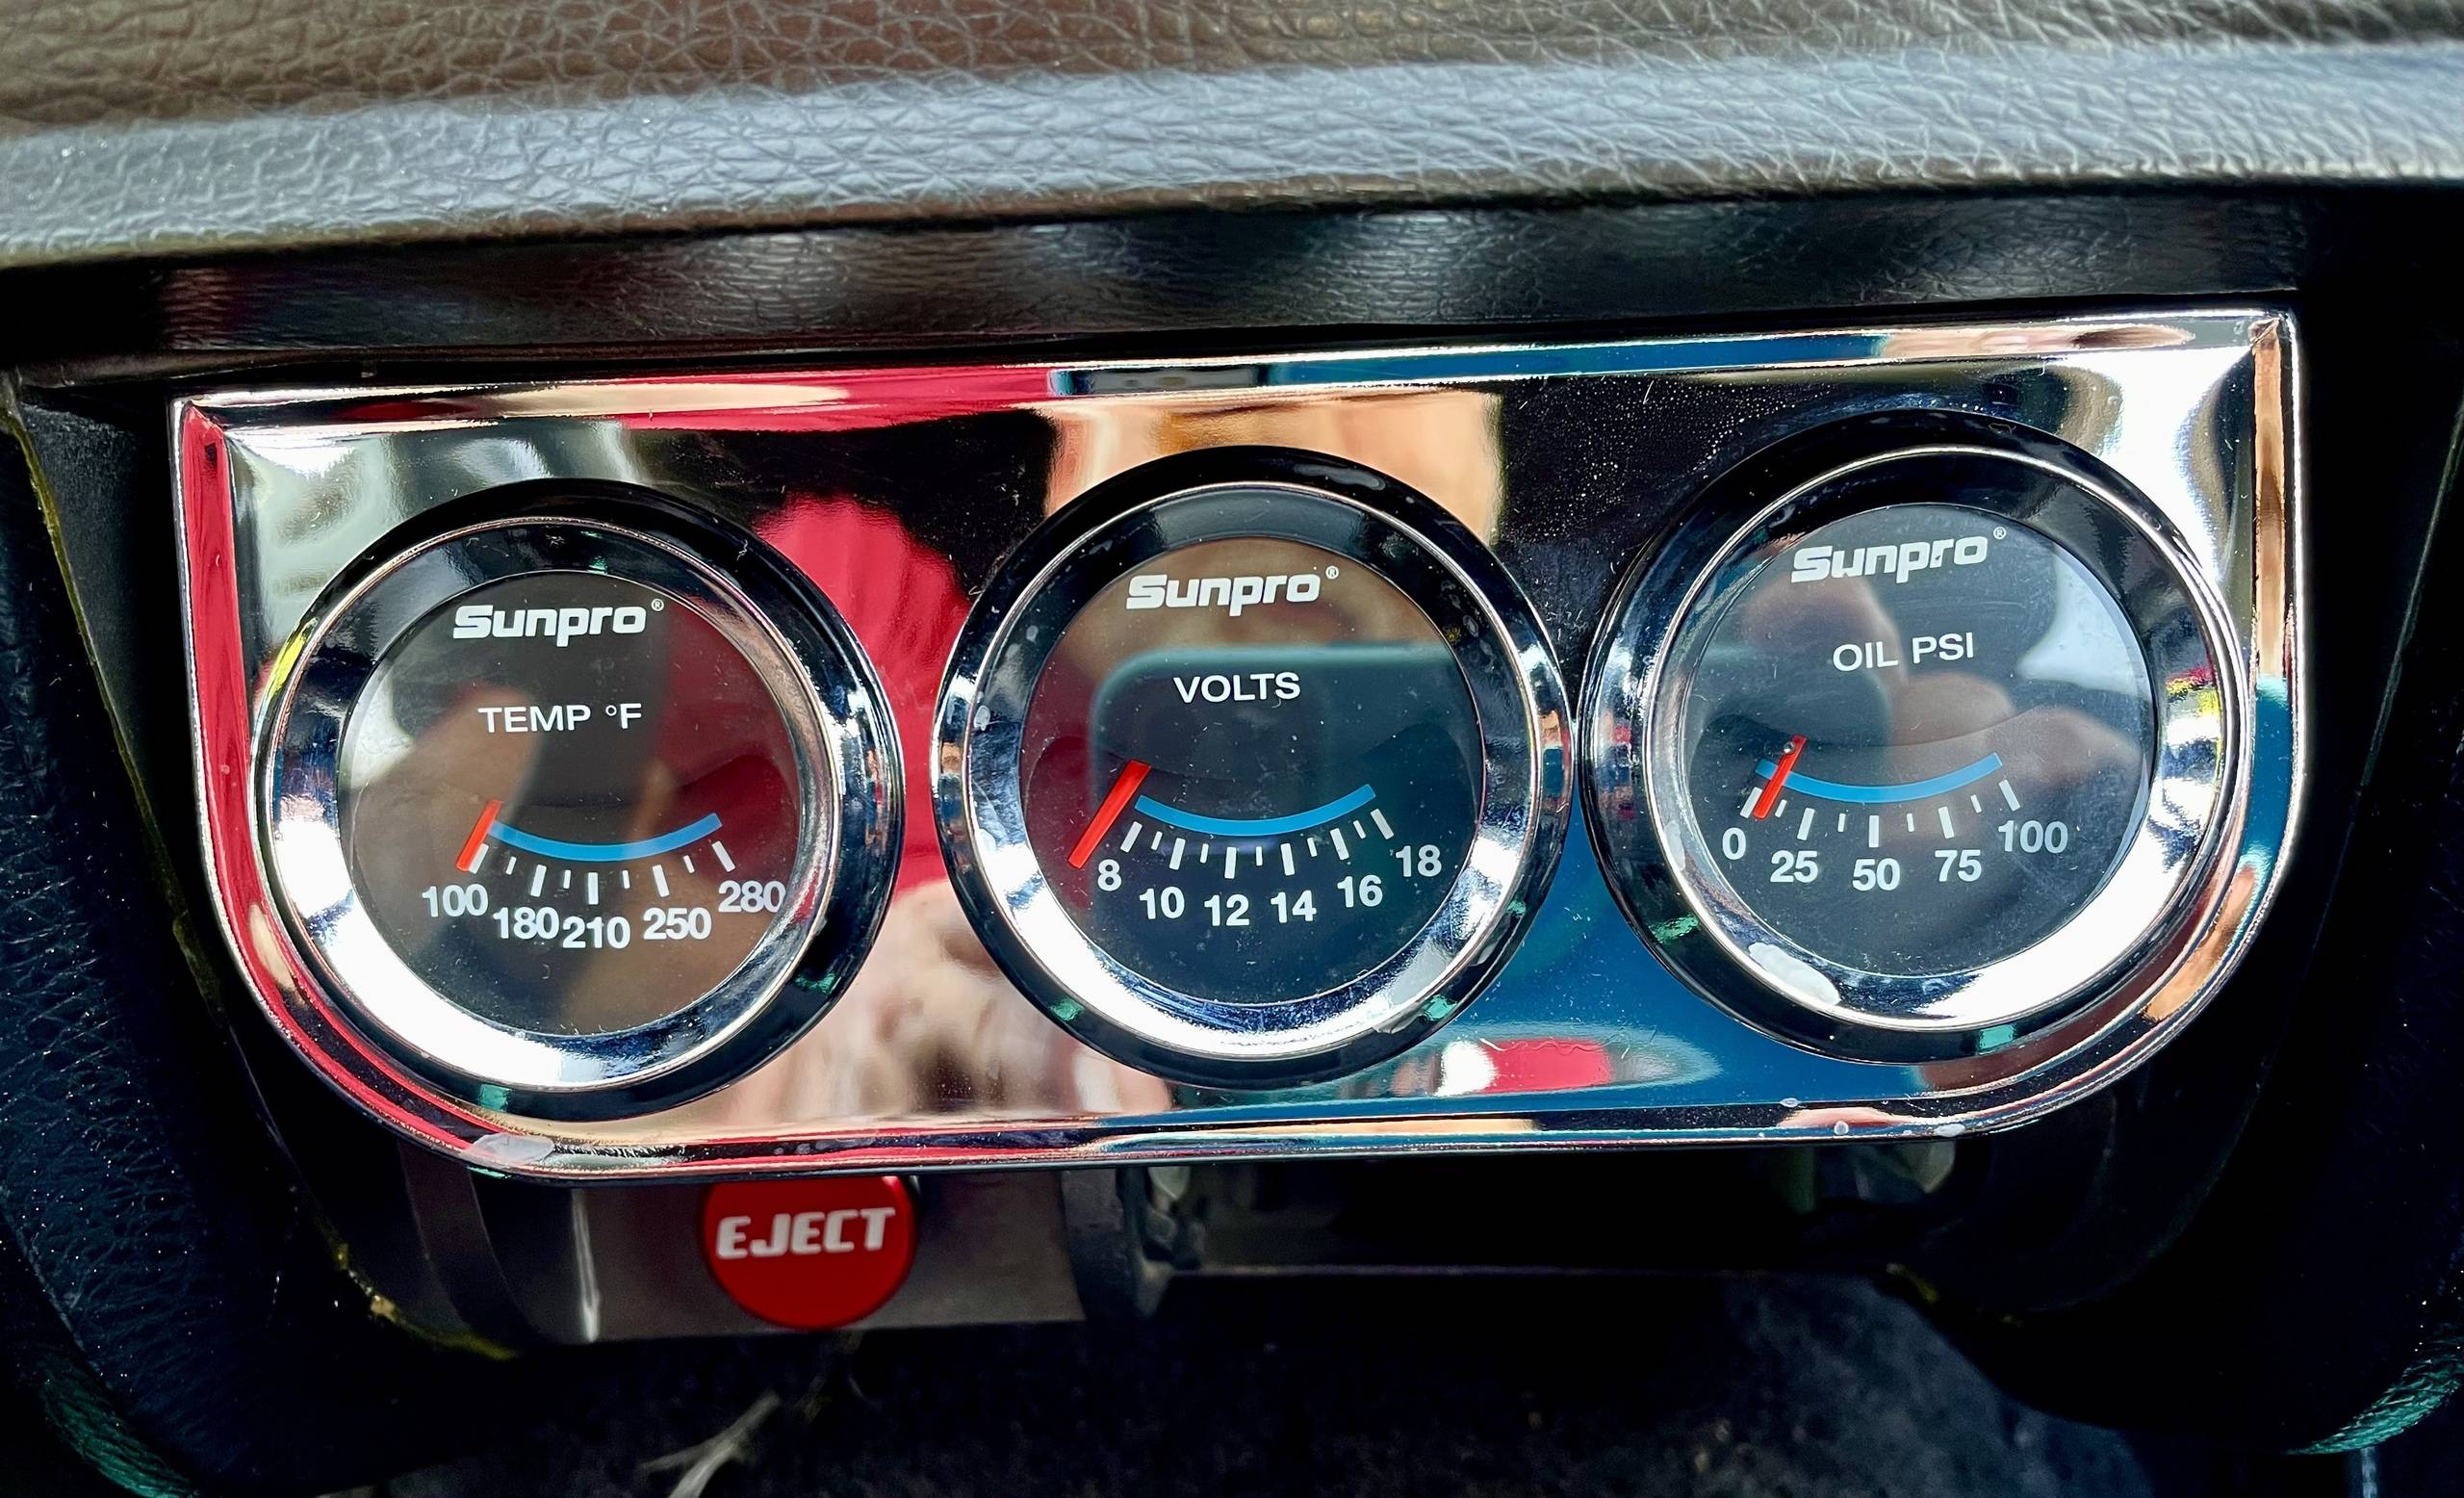 Sunpro®
TEMP °F
100 180 210 250 280
Sunpro®
VOLTS
8 10 12 14 16 18
Sunpro®
OIL PSI
0 25 50 75 100
EJECT